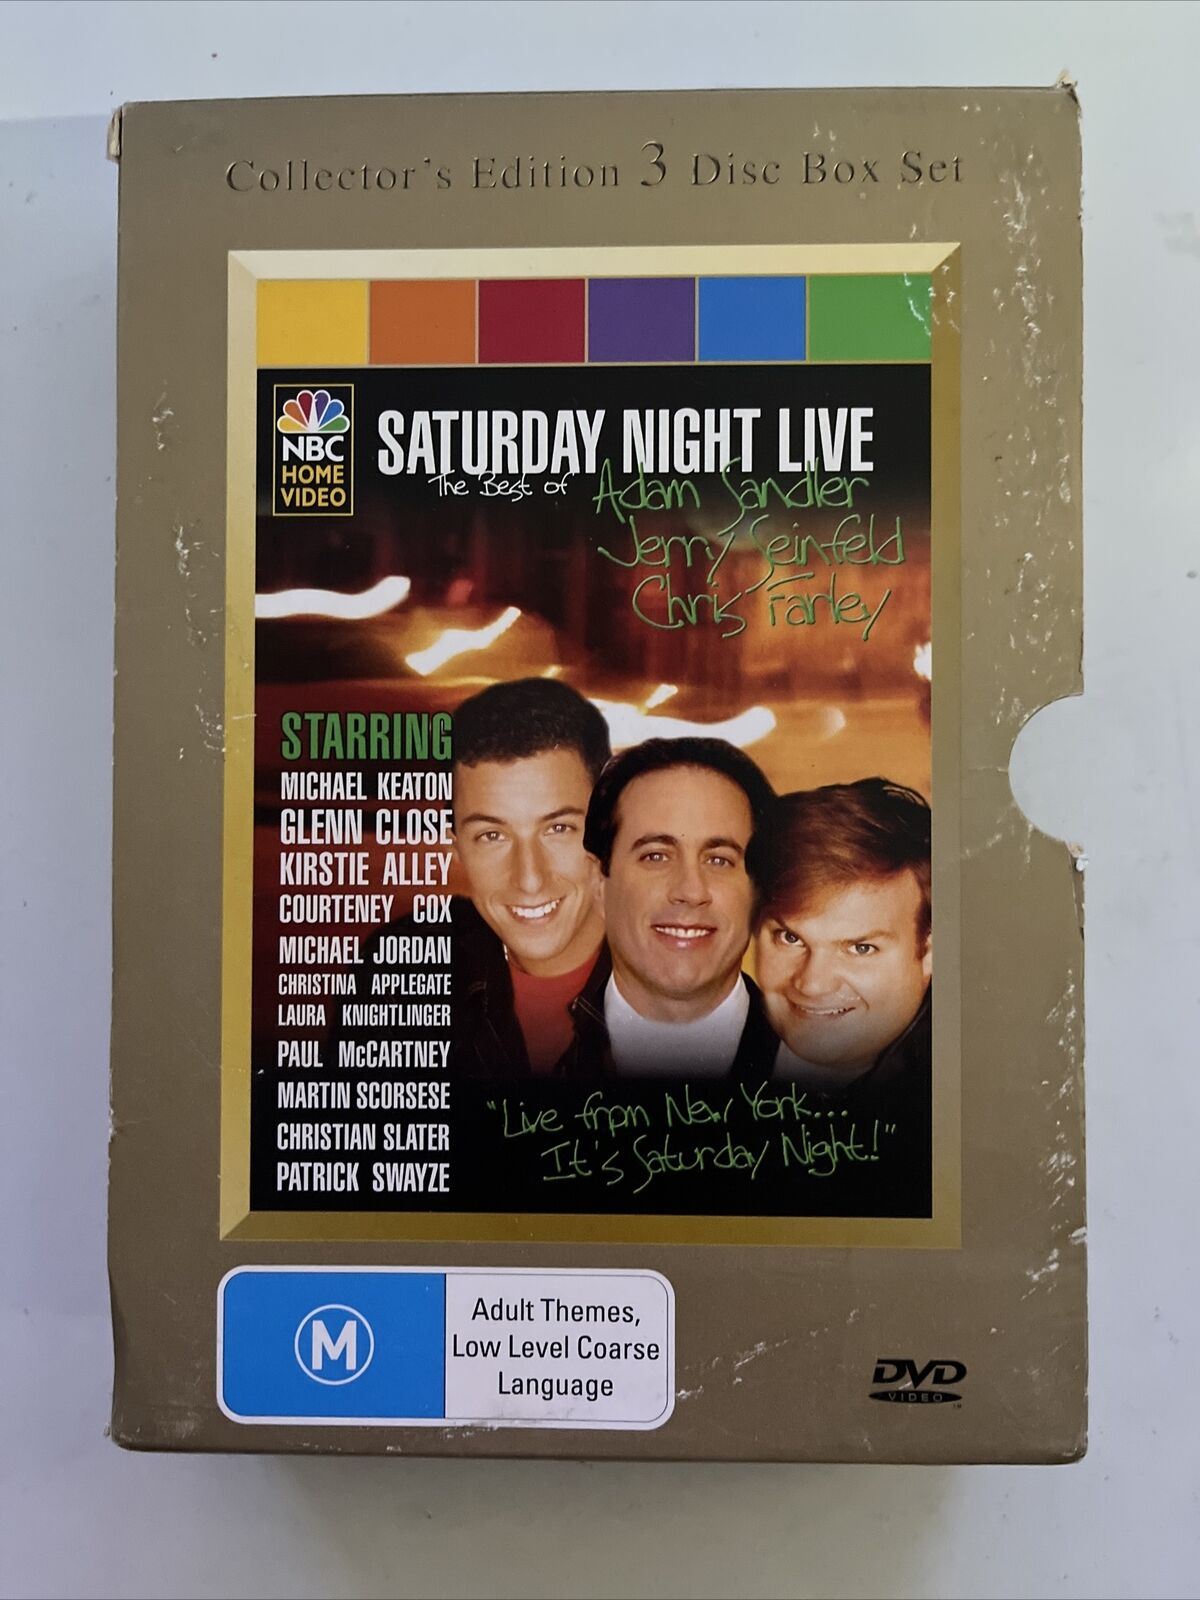 Collector's Edition 3 Disc Box Set
NBC
HOME
VIDEO
SATURDAY NIGHT LIVE
The Best of Adam Sandler
Jerry Seinfeld
Chris Farley
STARRING
MICHAEL KEATON
GLENN CLOSE
KIRSTIE ALLEY
COURTENEY COX
MICHAEL JORDAN
CHRISTINA APPLEGATE
LAURA KNIGHTLINGER
PAUL McCARTNEY
MARTIN SCORSESE
CHRISTIAN SLATER
PATRICK SWAYZE
"Live from New York...
It's Saturday Night!"
M
Adult Themes,
Low Level Coarse
Language
DVD
VIDEO